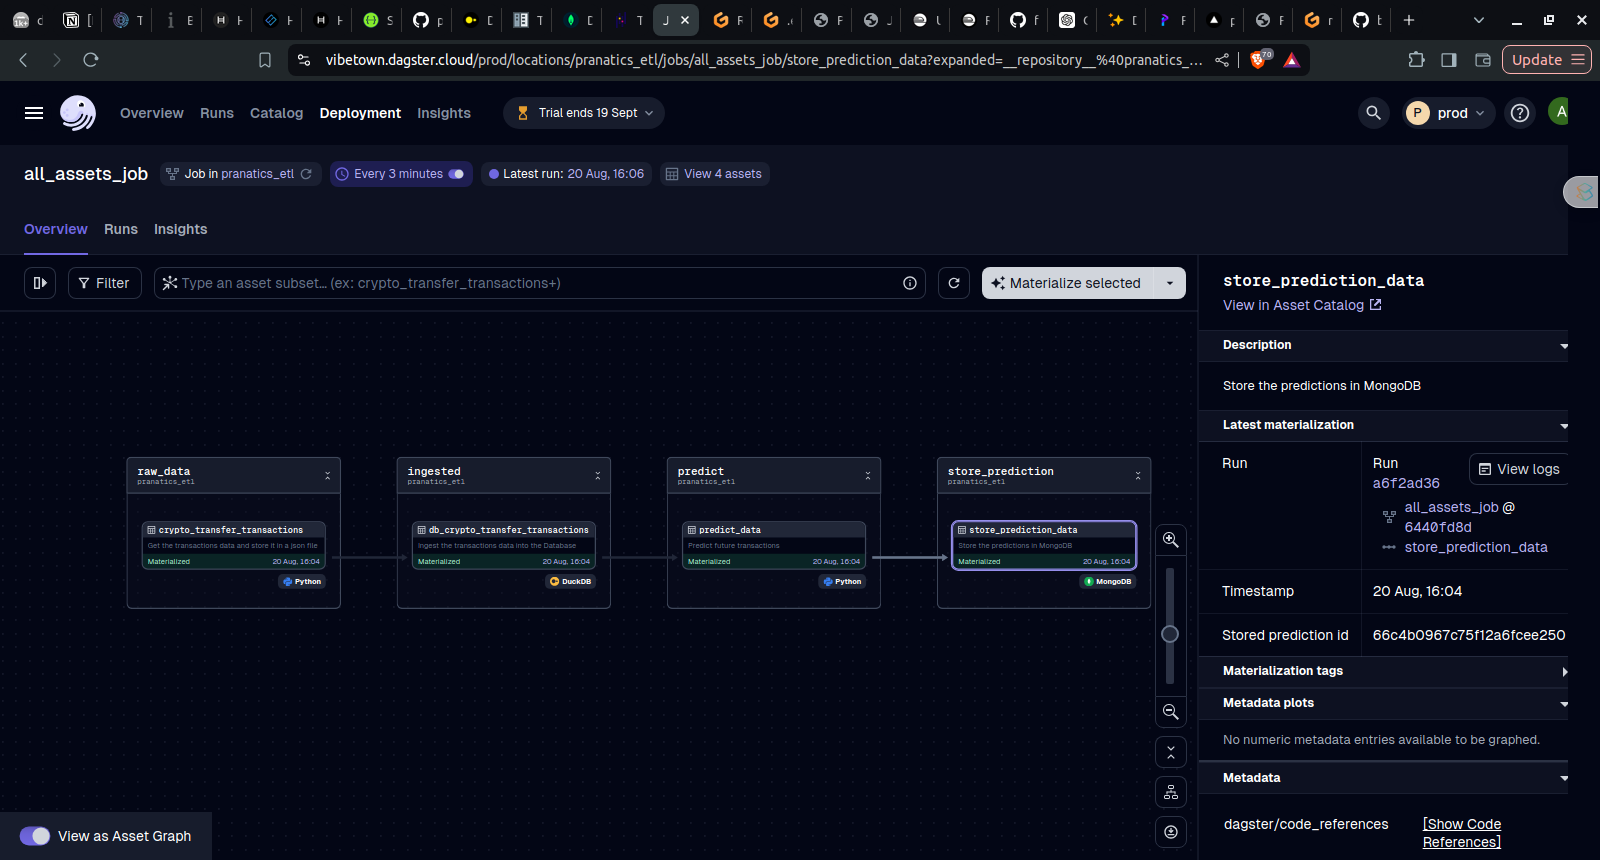 vibetown.dagster.cloud/prod/locations/pranatics_etl/jobs/all_assets_job/store_prediction_data?expanded=__repository__%40pranatics_...
70
Update
Overview
Runs
Catalog
Deployment
Insights
Trial ends 19 Sept
P
prod
A
all_assets_job
Job in pranatics_etl
Every 3 minutes
Latest run: 20 Aug, 16:06
View 4 assets
Overview
Runs
Insights
Filter
Type an asset subset… (ex: crypto_transfer_transactions+)
Materialize selected
raw_data
pranatics_etl
crypto_transfer_transactions
Get the transactions data and store it in a json file
Materialized
20 Aug, 16:04
Python
ingested
pranatics_etl
db_crypto_transfer_transactions
Ingest the transactions data into the Database
Materialized
20 Aug, 16:04
DuckDB
predict
pranatics_etl
predict_data
Predict future transactions
Materialized
20 Aug, 16:04
Python
store_prediction
pranatics_etl
store_prediction_data
Store the predictions in MongoDB
Materialized
20 Aug, 16:04
MongoDB
View as Asset Graph
store_prediction_data
View in Asset Catalog
Description
Store the predictions in MongoDB
Latest materialization
Run
Run
a6f2ad36
View logs
all_assets_job @
6440fd8d
store_prediction_data
Timestamp
20 Aug, 16:04
Stored prediction id
66c4b0967c75f12a6fcee250
Materialization tags
Metadata plots
No numeric metadata entries available to be graphed.
Metadata
dagster/code_references
[Show Code
References]